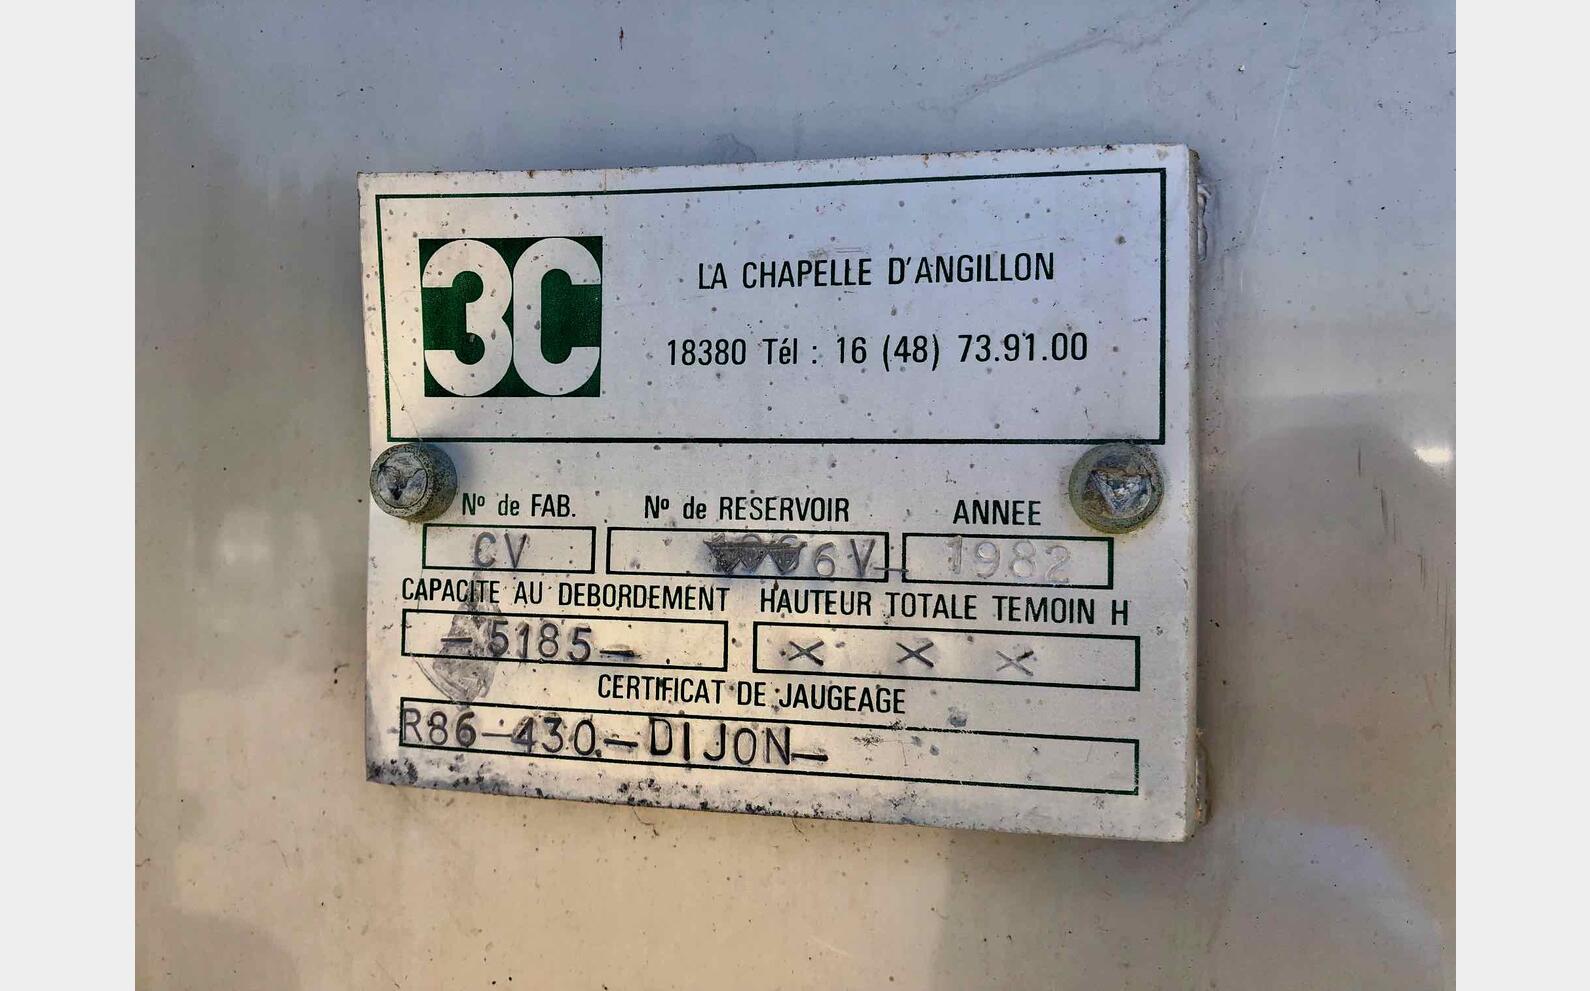 3C
LA CHAPELLE D'ANGILLON
18380 Tél : 16 (48) 73.91.00
Nº de FAB. Nº de RESERVOIR ANNEE
CV 6V- 1982
CAPACITE AU DEBORDEMENT HAUTEUR TOTALE TEMOIN H
-5185- X X X
CERTIFICAT DE JAUGEAGE
R86-430.-DIJON-